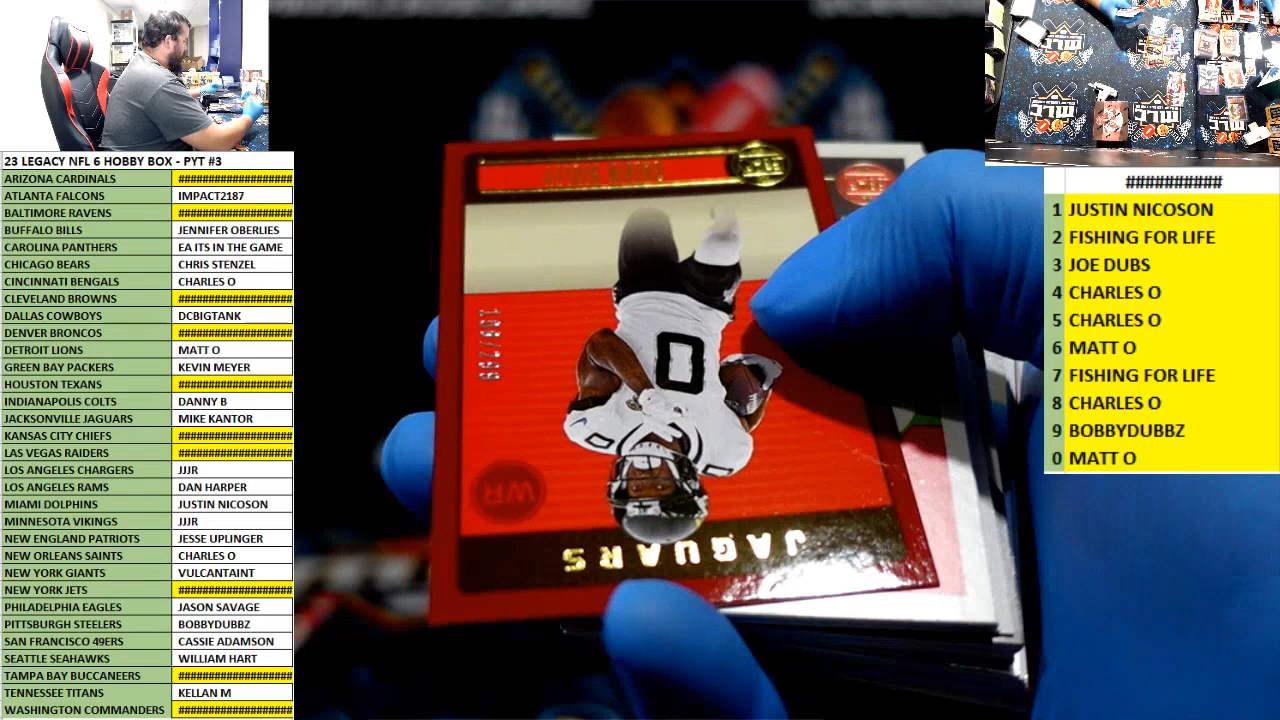 23 LEGACY NFL 6 HOBBY BOX - PYT #3
ARIZONA CARDINALS ##################
ATLANTA FALCONS IMPACT2187
BALTIMORE RAVENS ##################
BUFFALO BILLS JENNIFER OBERLIES
CAROLINA PANTHERS EA ITS IN THE GAME
CHICAGO BEARS CHRIS STENZEL
CINCINNATI BENGALS CHARLES O
CLEVELAND BROWNS ##################
DALLAS COWBOYS DCBIGTANK
DENVER BRONCOS ##################
DETROIT LIONS MATT O
GREEN BAY PACKERS KEVIN MEYER
HOUSTON TEXANS ##################
INDIANAPOLIS COLTS DANNY B
JACKSONVILLE JAGUARS MIKE KANTOR
KANSAS CITY CHIEFS ##################
LAS VEGAS RAIDERS ##################
LOS ANGELES CHARGERS JJJR
LOS ANGELES RAMS DAN HARPER
MIAMI DOLPHINS JUSTIN NICOSON
MINNESOTA VIKINGS JJJR
NEW ENGLAND PATRIOTS JESSE UPLINGER
NEW ORLEANS SAINTS CHARLES O
NEW YORK GIANTS VULCANTAINT
NEW YORK JETS ##################
PHILADELPHIA EAGLES JASON SAVAGE
PITTSBURGH STEELERS BOBBYDUBBZ
SAN FRANCISCO 49ERS CASSIE ADAMSON
SEATTLE SEAHAWKS WILLIAM HART
TAMPA BAY BUCCANEERS ##################
TENNESSEE TITANS KELLAN M
WASHINGTON COMMANDERS ##################
JAGUARS
WR
0
##########
1 JUSTIN NICOSON
2 FISHING FOR LIFE
3 JOE DUBS
4 CHARLES O
5 CHARLES O
6 MATT O
7 FISHING FOR LIFE
8 CHARLES O
9 BOBBYDUBBZ
0 MATT O